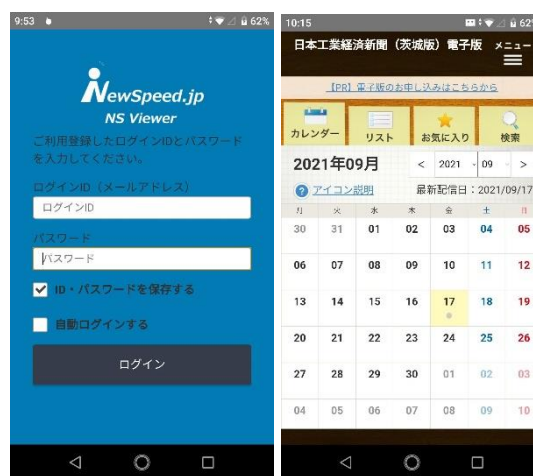 9:53 62%
NewSpeed.jp
NS Viewer
ご利用登録したログインIDとパスワード
を入力してください。
ログインID（メールアドレス）
ログインID
パスワード
パスワード
ID・パスワードを保存する
自動ログインする
ログイン
10:15 62%
日本工業経済新聞（茨城版）電子版 メニュー
【PR】電子版のお申し込みはこちらから
カレンダー リスト お気に入り 検索
2021年09月 < 2021 09 >
? アイコン説明 最新配信日：2021/09/17
月 火 水 木 金 土 日
30 31 01 02 03 04 05
06 07 08 09 10 11 12
13 14 15 16 17 18 19
20 21 22 23 24 25 26
27 28 29 30 01 02 03
04 05 06 07 08 09 10